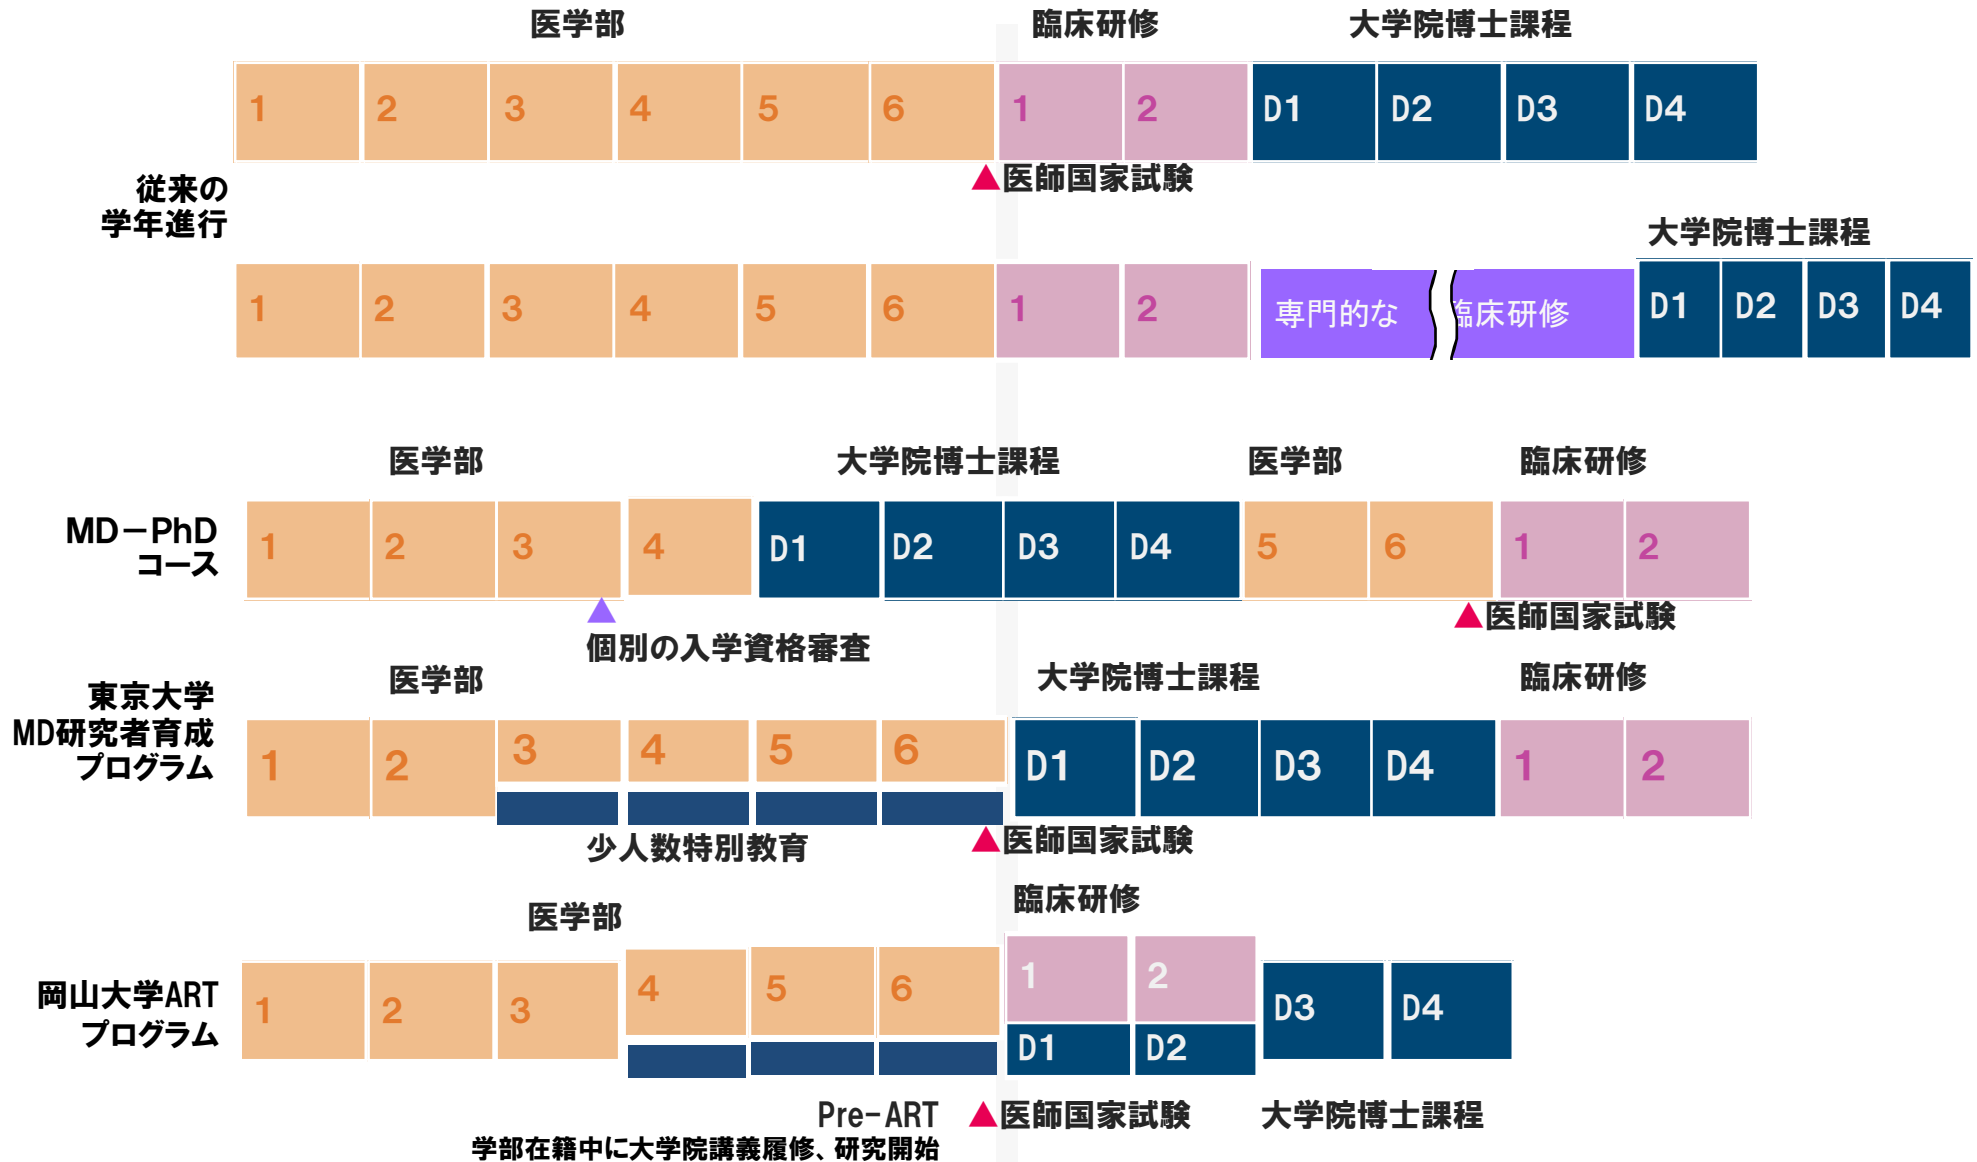 医学部 臨床研修 大学院博士課程
1 2 3 4 5 6 1 2 D1 D2 D3 D4
▲医師国家試験
従来の
学年進行
大学院博士課程
1 2 3 4 5 6 1 2 専門的な 臨床研修 D1 D2 D3 D4
医学部 大学院博士課程 医学部 臨床研修
MD－PhD
コース
1 2 3 4 D1 D2 D3 D4 5 6 1 2
▲医師国家試験
個別の入学資格審査
医学部 大学院博士課程 臨床研修
東京大学
MD研究者育成
プログラム
1 2 3 4 5 6 D1 D2 D3 D4 1 2
少人数特別教育 ▲医師国家試験
医学部 臨床研修
岡山大学ART
プログラム
1 2 3 4 5 6 1 2 D3 D4
D1 D2
Pre−ART ▲医師国家試験 大学院博士課程
学部在籍中に大学院講義履修、研究開始